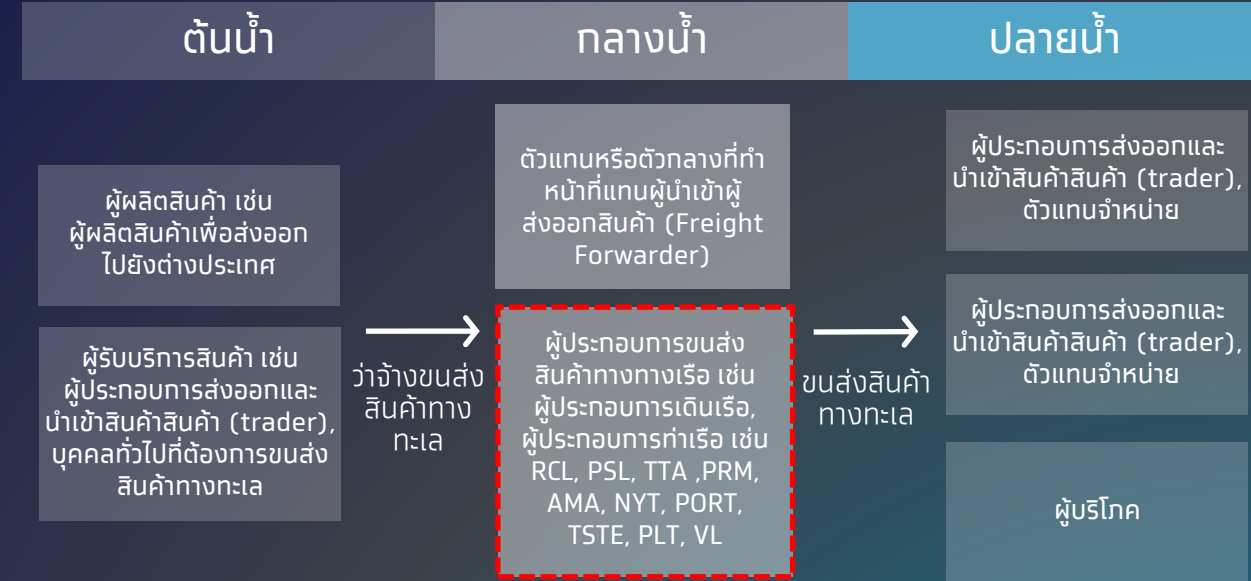 ต้นน้ำ
กลางน้ำ
ปลายน้ำ
ผู้ผลิตสินค้า เช่น
ผู้ผลิตสินค้าเพื่อส่งออก
ไปยังต่างประเทศ
ผู้รับบริการสินค้า เช่น
ผู้ประกอบการส่งออกและ
นำเข้าสินค้าสินค้า (trader),
บุคคลทั่วไปที่ต้องการขนส่ง
สินค้าทางทะเล
ว่าจ้างขนส่ง
สินค้าทาง
ทะเล
ตัวแทนหรือตัวกลางที่ทำ
หน้าที่แทนผู้นำเข้าผู้
ส่งออกสินค้า (Freight
Forwarder)
ผู้ประกอบการขนส่ง
สินค้าทางทางเรือ เช่น
ผู้ประกอบการเดินเรือ,
ผู้ประกอบการท่าเรือ เช่น
RCL, PSL, TTA ,PRM,
AMA, NYT, PORT,
TSTE, PLT, VL
ขนส่งสินค้า
ทางทะเล
ผู้ประกอบการส่งออกและ
นำเข้าสินค้าสินค้า (trader),
ตัวแทนจำหน่าย
ผู้ประกอบการส่งออกและ
นำเข้าสินค้าสินค้า (trader),
ตัวแทนจำหน่าย
ผู้บริโภค